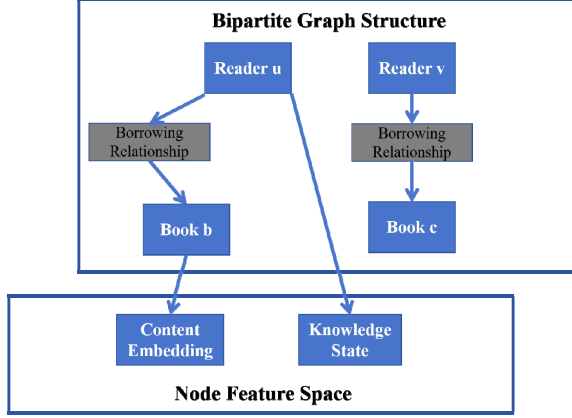 Bipartite Graph Structure
Reader u
Reader v
Borrowing
Relationship
Borrowing
Relationship
Book b
Book c
Content
Embedding
Knowledge
State
Node Feature Space